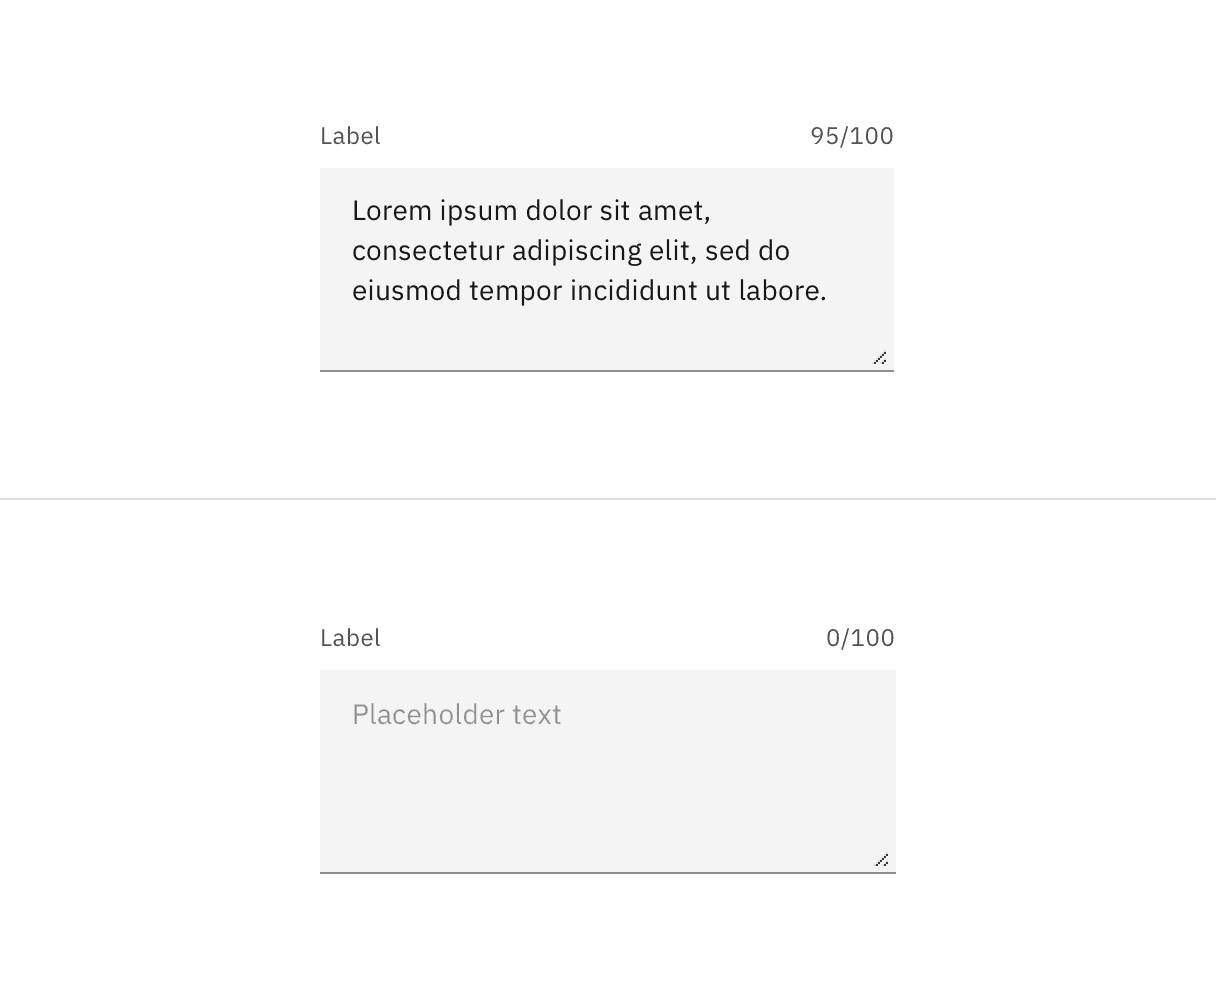 Label 95/100
Lorem ipsum dolor sit amet,
consectetur adipiscing elit, sed do
eiusmod tempor incididunt ut labore.
Label 0/100
Placeholder text